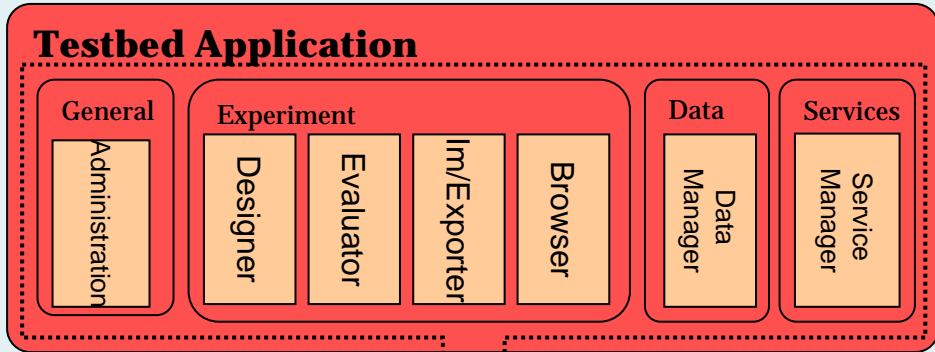 Testbed Application
General
Administration
Experiment
Designer
Evaluator
Im/Exporter
Browser
Data
Data
Manager
Services
Service
Manager